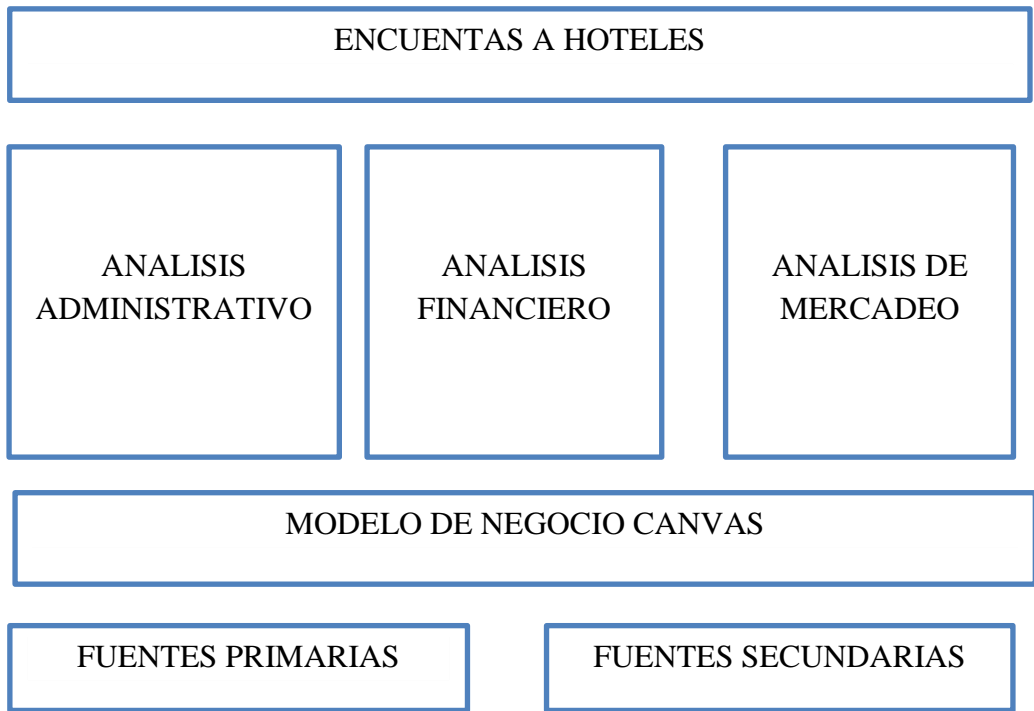 ENCUENTAS A HOTELES
ANALISIS
ADMINISTRATIVO
ANALISIS
FINANCIERO
ANALISIS DE
MERCADEO
MODELO DE NEGOCIO CANVAS
FUENTES PRIMARIAS
FUENTES SECUNDARIAS